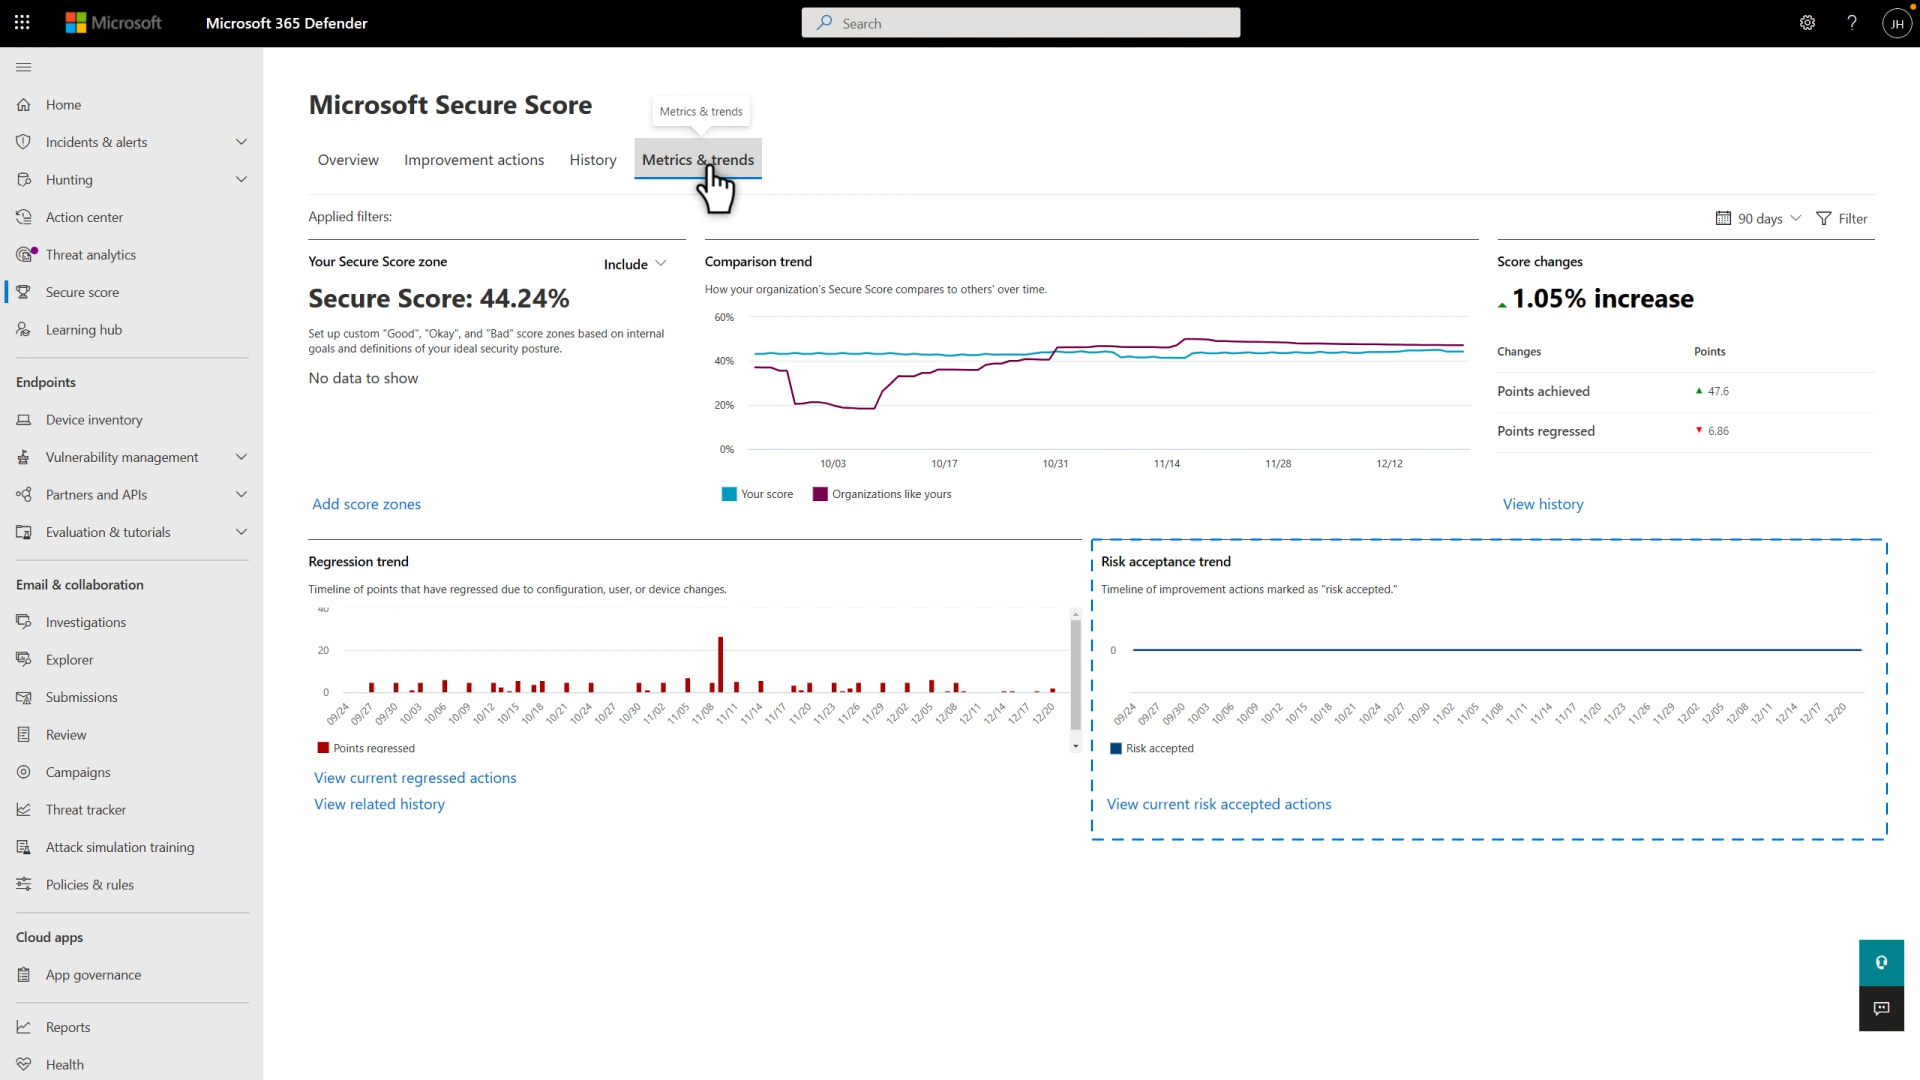 Microsoft
Microsoft 365 Defender
Search
JH
Home
Incidents & alerts
Hunting
Action center
Threat analytics
Secure score
Learning hub
Endpoints
Device inventory
Vulnerability management
Partners and APIs
Evaluation & tutorials
Email & collaboration
Investigations
Explorer
Submissions
Review
Campaigns
Threat tracker
Attack simulation training
Policies & rules
Cloud apps
App governance
Reports
Health
Microsoft Secure Score
Metrics & trends
Overview Improvement actions History Metrics & trends
Applied filters:
90 days Filter
Your Secure Score zone
Include
Secure Score: 44.24%
Set up custom "Good", "Okay", and "Bad" score zones based on internal
goals and definitions of your ideal security posture.
No data to show
Add score zones
Comparison trend
How your organization's Secure Score compares to others' over time.
60%
40%
20%
0%
10/03 10/17 10/31 11/14 11/28 12/12
Your score Organizations like yours
Score changes
1.05% increase
Changes Points
Points achieved 47.6
Points regressed 6.86
View history
Regression trend
Timeline of points that have regressed due to configuration, user, or device changes.
40
20
0
09/24 09/27 09/30 10/03 10/06 10/09 10/12 10/15 10/18 10/21 10/24 10/27 10/30 11/02 11/05 11/08 11/11 11/14 11/17 11/20 11/23 11/26 11/29 12/02 12/05 12/08 12/11 12/14 12/17 12/20
Points regressed
View current regressed actions
View related history
Risk acceptance trend
Timeline of improvement actions marked as "risk accepted."
0
09/24 09/27 09/30 10/03 10/06 10/09 10/12 10/15 10/18 10/21 10/24 10/27 10/30 11/02 11/05 11/08 11/11 11/14 11/17 11/20 11/23 11/26 11/29 12/02 12/05 12/08 12/11 12/14 12/17 12/20
Risk accepted
View current risk accepted actions